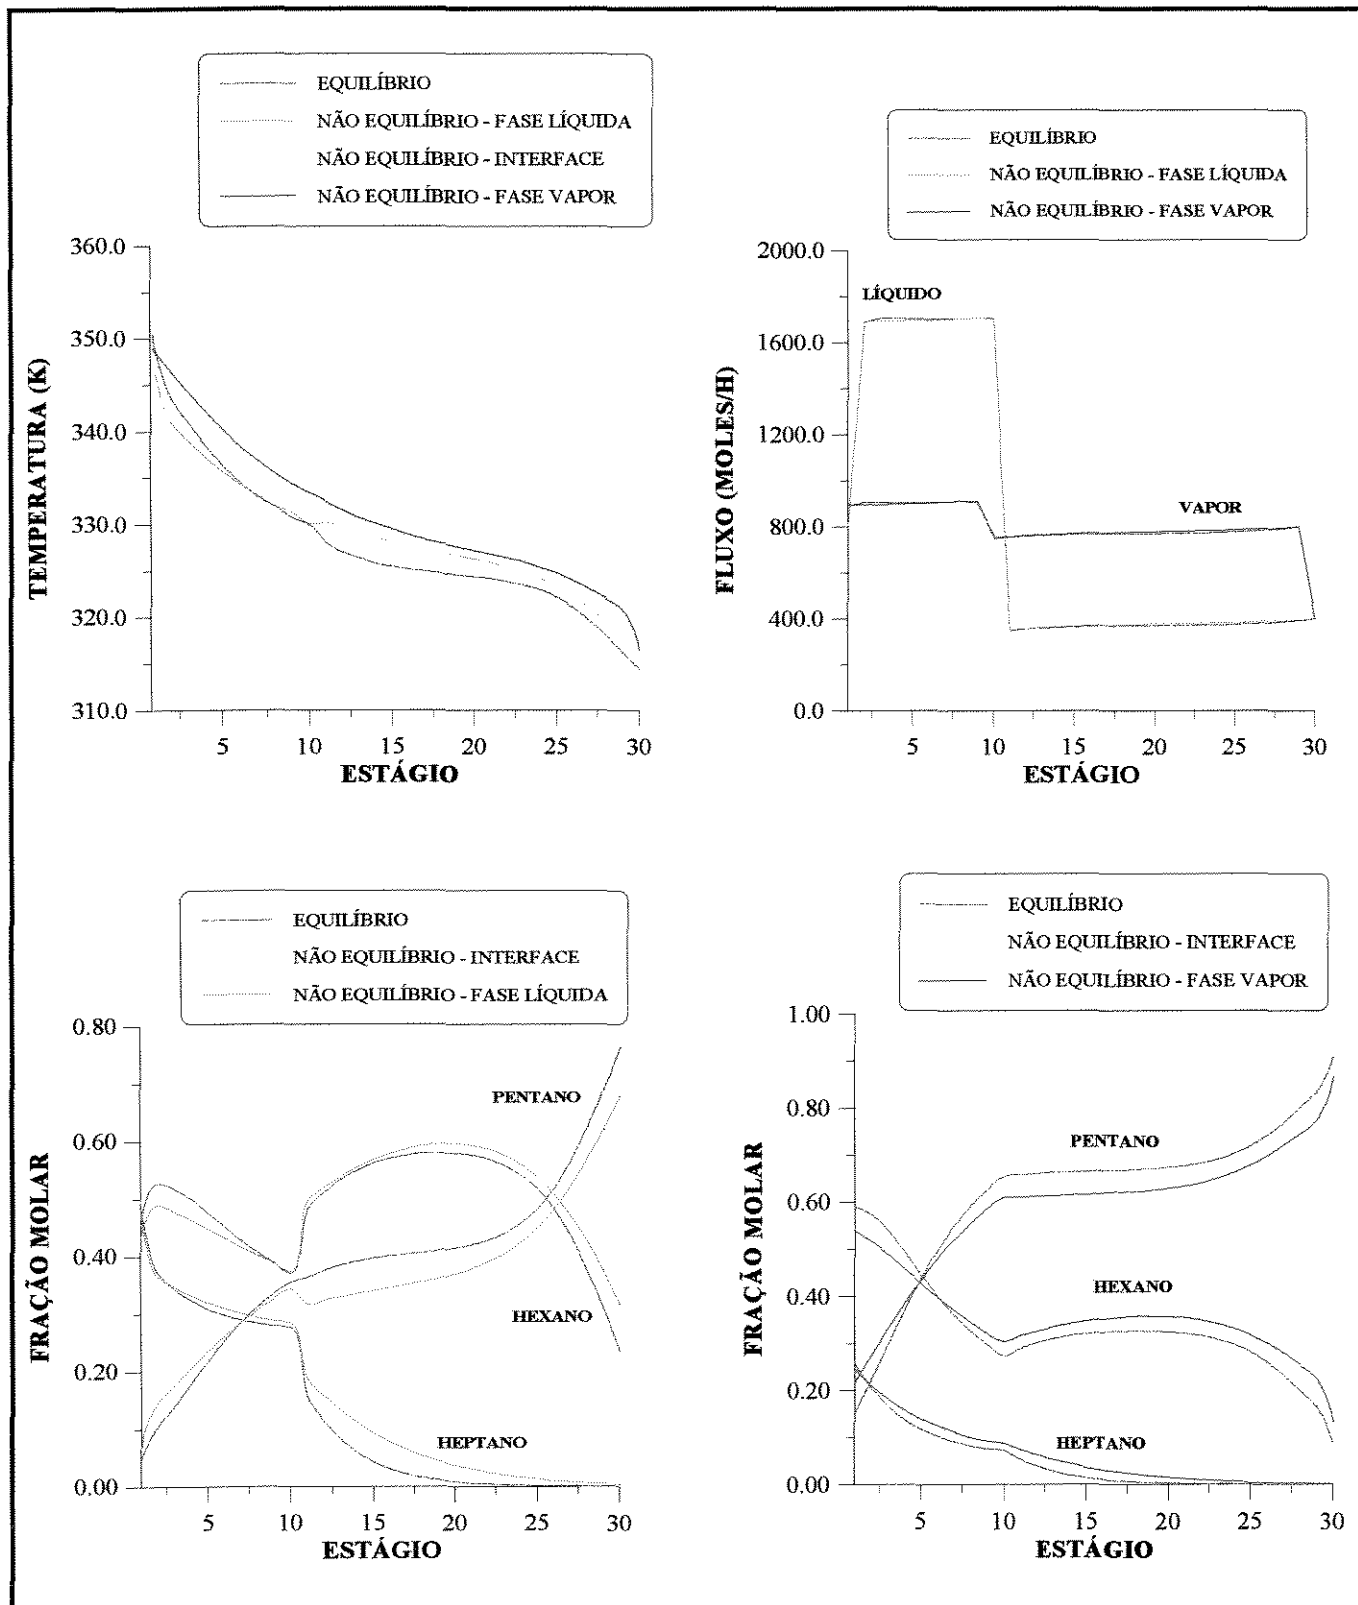 EQUILÍBRIO
NÃO EQUILÍBRIO - FASE LÍQUIDA
NÃO EQUILÍBRIO - INTERFACE
NÃO EQUILÍBRIO - FASE VAPOR
360.0
350.0
340.0
330.0
320.0
310.0
TEMPERATURA (K)
5 10 15 20 25 30
ESTÁGIO
EQUILÍBRIO
NÃO EQUILÍBRIO - FASE LÍQUIDA
NÃO EQUILÍBRIO - FASE VAPOR
2000.0
1600.0
1200.0
800.0
400.0
0.0
FLUXO (MOLES/H)
LÍQUIDO
VAPOR
5 10 15 20 25 30
ESTÁGIO
EQUILÍBRIO
NÃO EQUILÍBRIO - INTERFACE
NÃO EQUILÍBRIO - FASE LÍQUIDA
0.80
0.60
0.40
0.20
0.00
FRAÇÃO MOLAR
PENTANO
HEXANO
HEPTANO
5 10 15 20 25 30
ESTÁGIO
EQUILÍBRIO
NÃO EQUILÍBRIO - INTERFACE
NÃO EQUILÍBRIO - FASE VAPOR
1.00
0.80
0.60
0.40
0.20
0.00
FRAÇÃO MOLAR
PENTANO
HEXANO
HEPTANO
5 10 15 20 25 30
ESTÁGIO